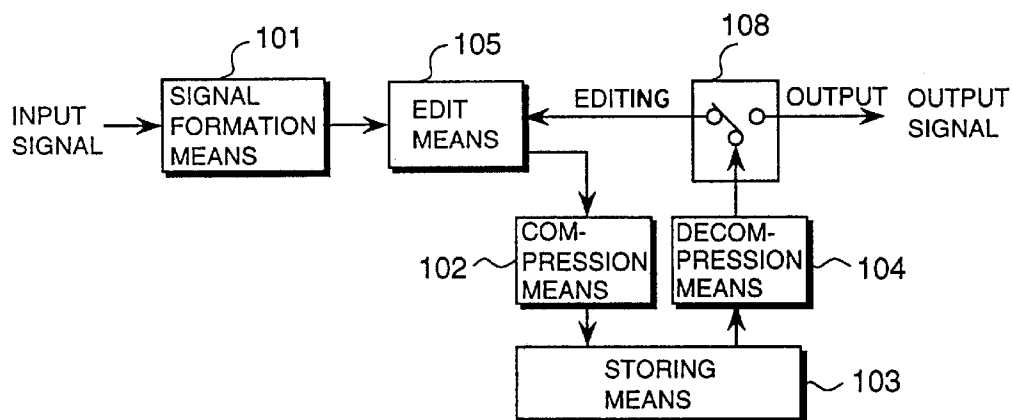 101
105
108
INPUT
SIGNAL
SIGNAL
FORMATION
MEANS
EDIT
MEANS
EDITING
OUTPUT
OUTPUT
SIGNAL
102
COM-
PRESSION
MEANS
DECOM-
PRESSION
MEANS
104
STORING
MEANS
103